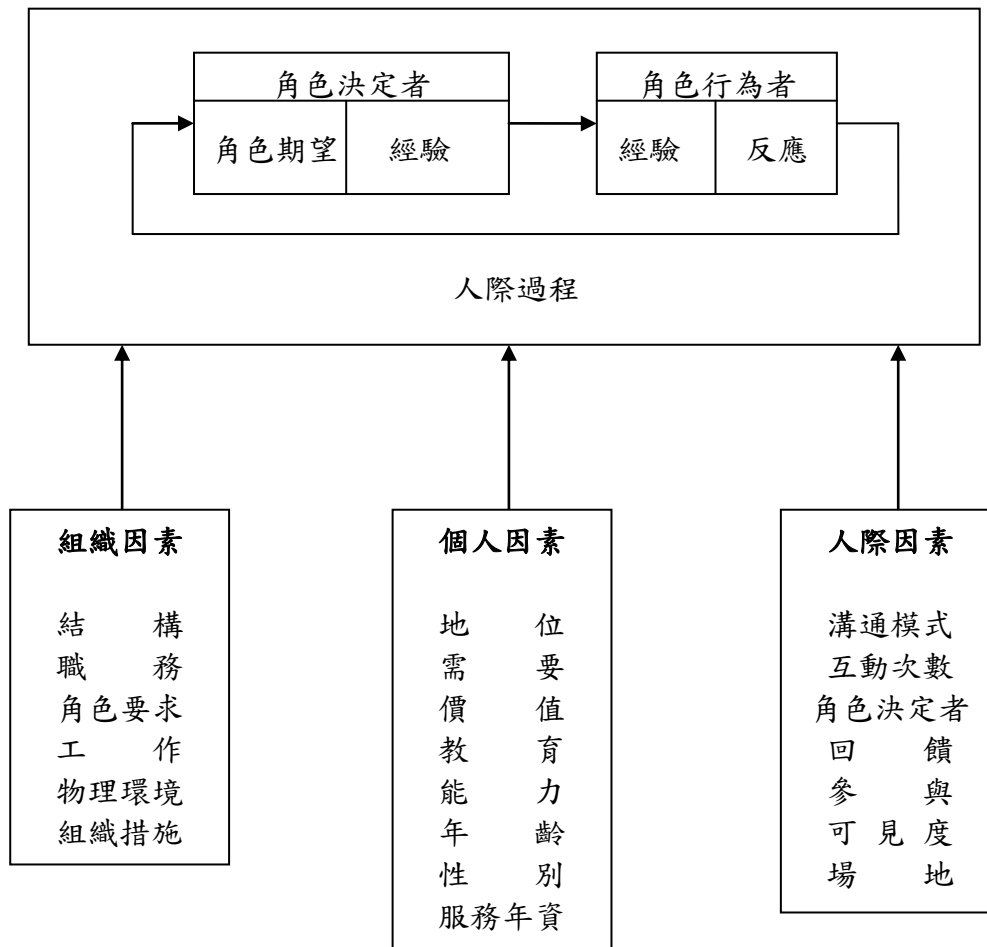 角色決定者
角色期望
經驗
角色行為者
經驗
反應
人際過程
組織因素
結構
職務
角色要求
工作
物理環境
組織措施
個人因素
地位
需要
價值
教育
能力
年齡
性別
服務年資
人際因素
溝通模式
互動次數
角色決定者
回饋
參與
可見度
場地